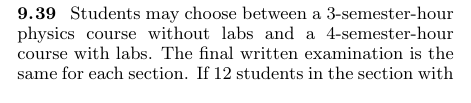 9.39 Students may choose between a 3-semester-hour
physics course without labs and a 4-semester-hour
course with labs. The final written examination is the
same for each section. If 12 students in the section with